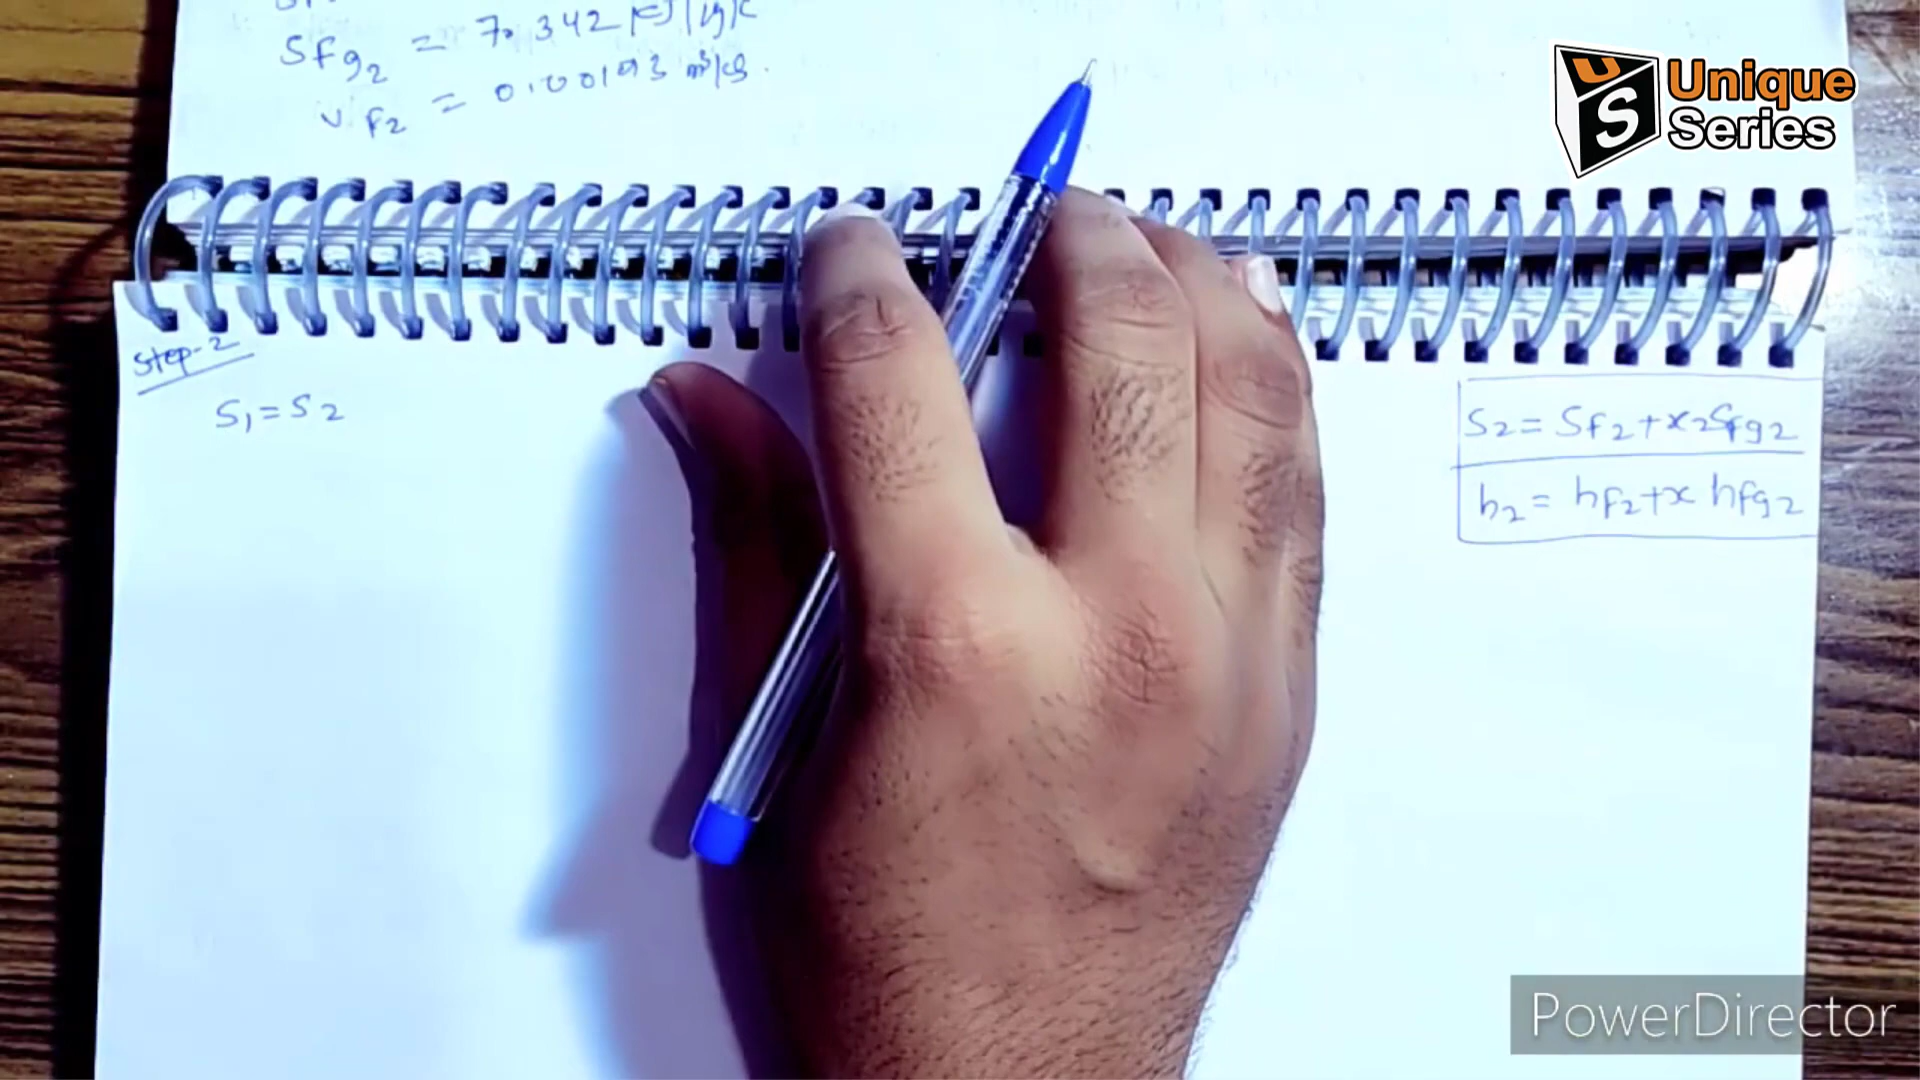 Sfg2 = 7.342 kJ/kgK
vf2 = 0.00103 m³/kg.
Unique
Series
US
Step-2
S1 = S2
S2 = Sf2 + x2Sfg2
h2 = hf2 + x hfg2
PowerDirector